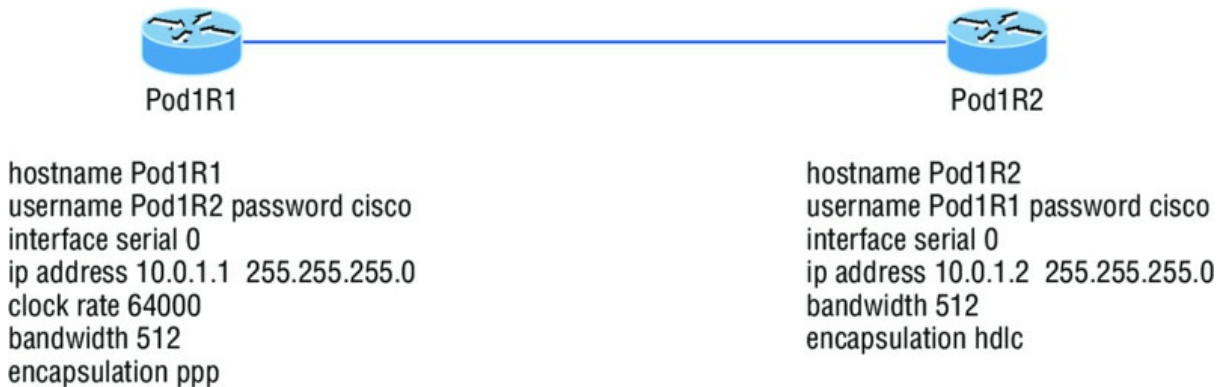 Pod1R1
Pod1R2
hostname Pod1R1
username Pod1R2 password cisco
interface serial 0
ip address 10.0.1.1 255.255.255.0
clock rate 64000
bandwidth 512
encapsulation ppp
hostname Pod1R2
username Pod1R1 password cisco
interface serial 0
ip address 10.0.1.2 255.255.255.0
bandwidth 512
encapsulation hdlc